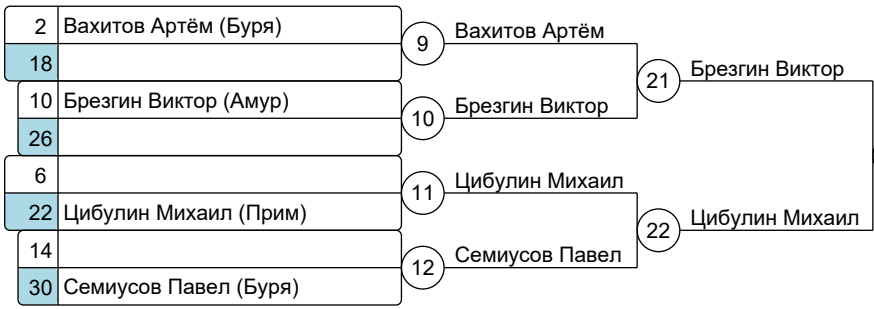 2 Вахитов Артём (Буря)
18
9 Вахитов Артём
10 Брезгин Виктор (Амур)
26
10 Брезгин Виктор
21 Брезгин Виктор
6
22 Цибулин Михаил (Прим)
11 Цибулин Михаил
14
30 Семиусов Павел (Буря)
12 Семиусов Павел
22 Цибулин Михаил